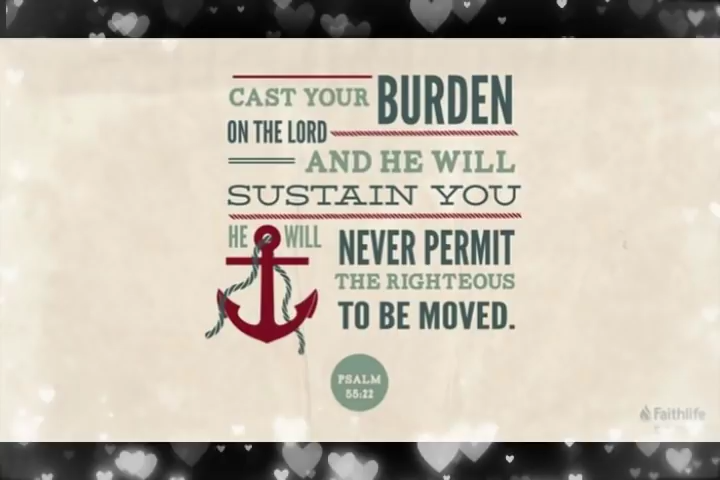 CAST YOUR BURDEN
ON THE LORD
AND HE WILL
SUSTAIN YOU
HE WILL NEVER PERMIT
THE RIGHTEOUS
TO BE MOVED.
PSALM
55:22
Faithlife